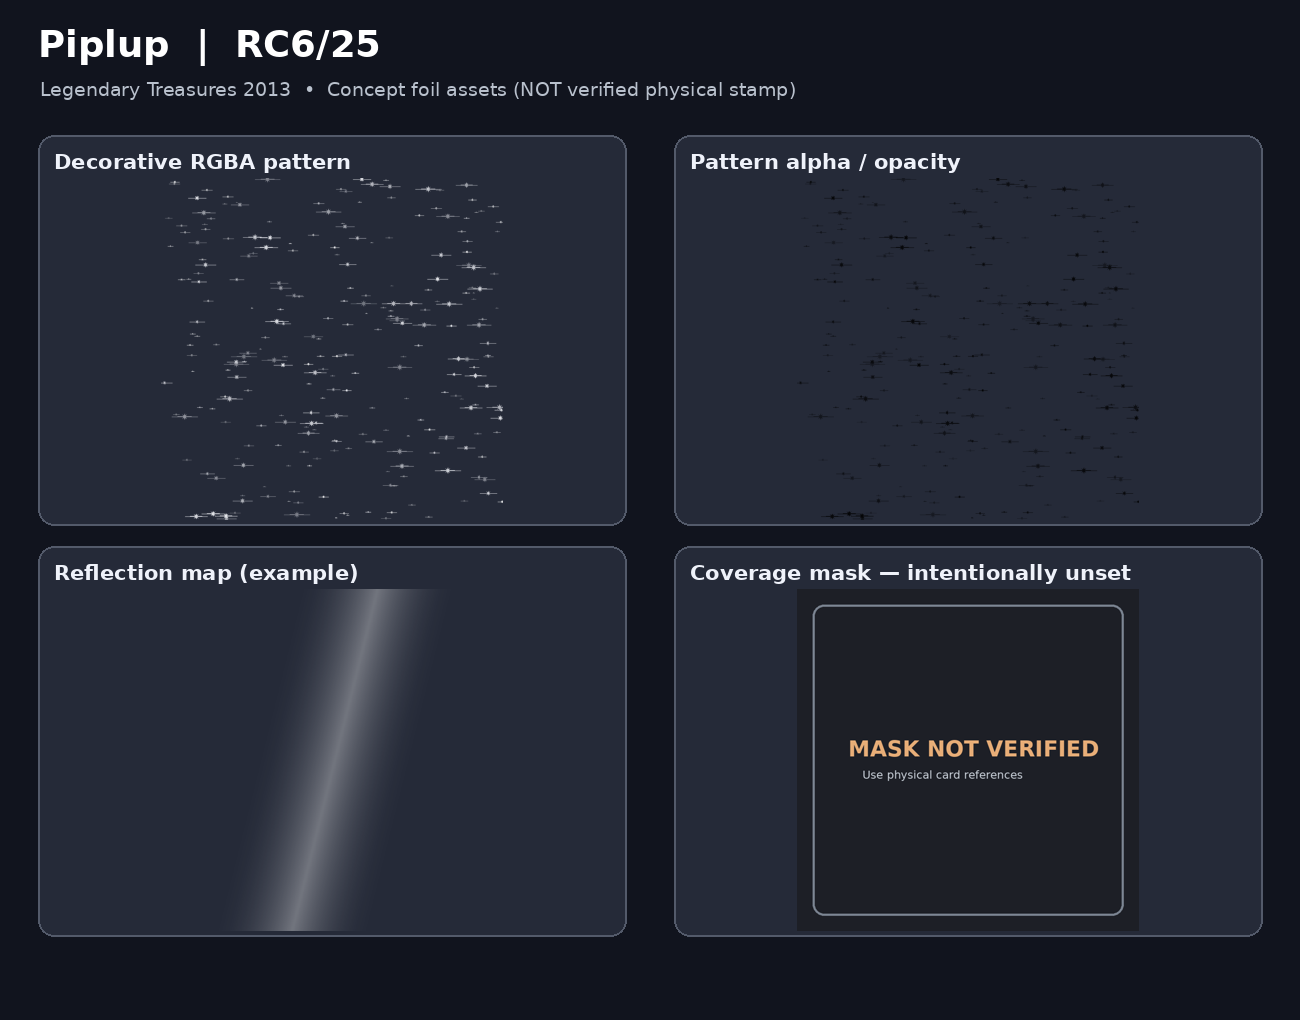 Piplup | RC6/25
Legendary Treasures 2013 • Concept foil assets (NOT verified physical stamp)
Decorative RGBA pattern
Pattern alpha / opacity
Reflection map (example)
Coverage mask — intentionally unset
MASK NOT VERIFIED
Use physical card references